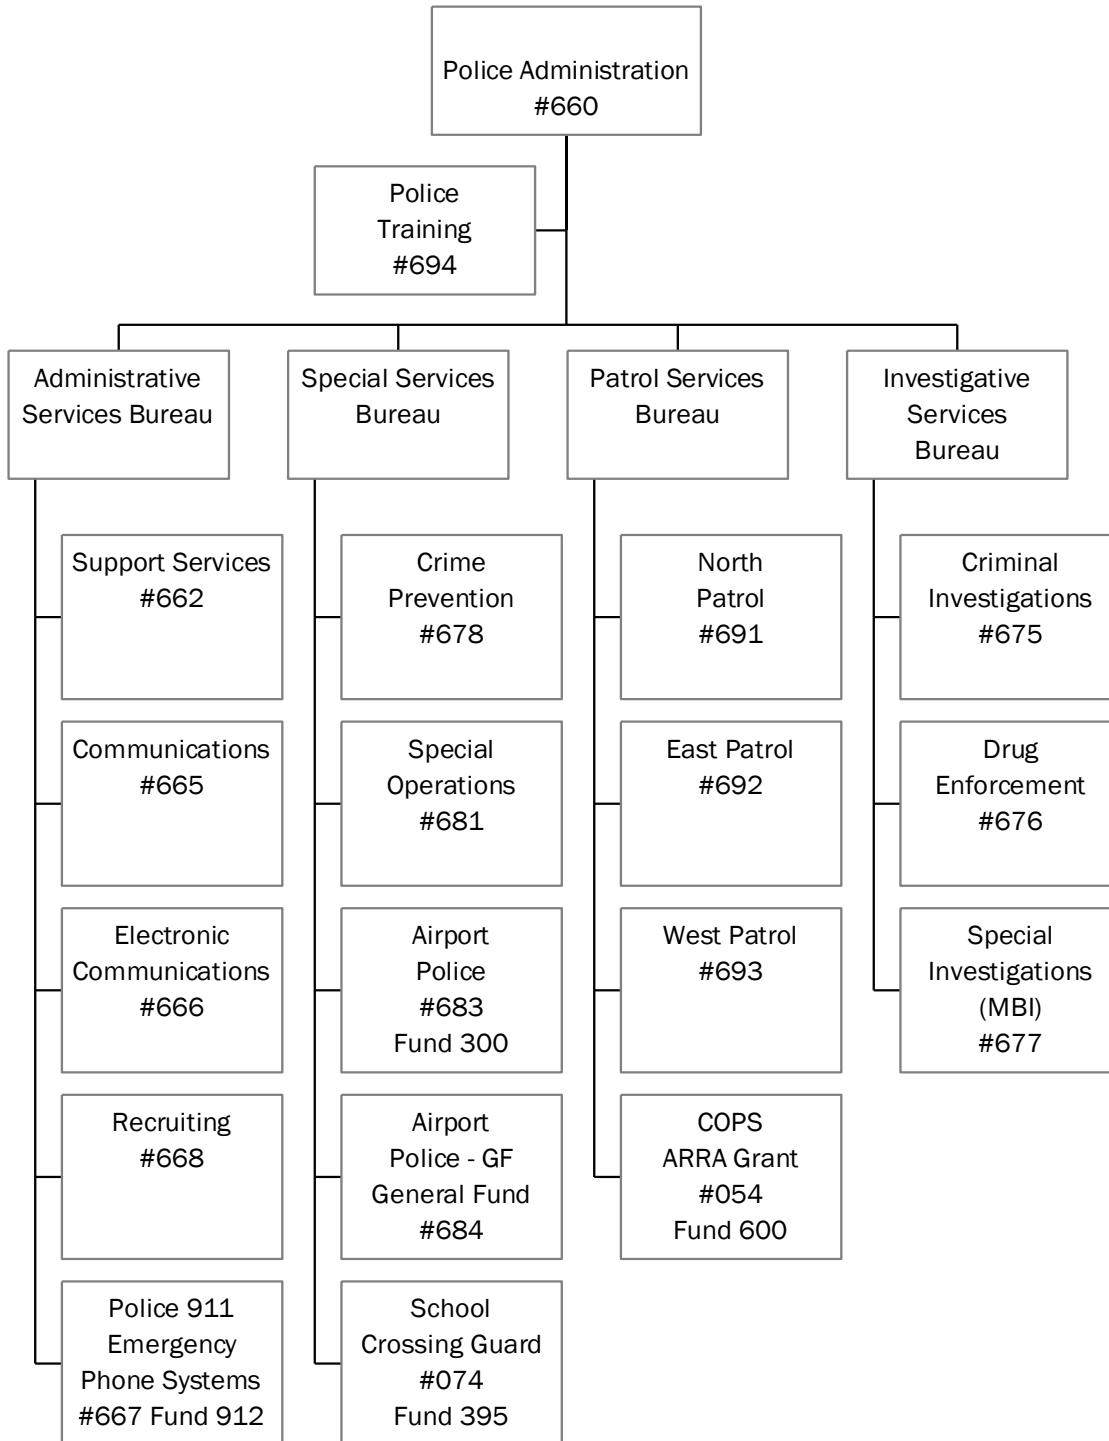 Police Administration
#660
Police
Training
#694
Administrative
Services Bureau
Special Services
Bureau
Patrol Services
Bureau
Investigative
Services
Bureau
Support Services
#662
Communications
#665
Electronic
Communications
#666
Recruiting
#668
Police 911
Emergency
Phone Systems
#667 Fund 912
Crime
Prevention
#678
Special
Operations
#681
Airport
Police
#683
Fund 300
Airport
Police - GF
General Fund
#684
School
Crossing Guard
#074
Fund 395
North
Patrol
#691
East Patrol
#692
West Patrol
#693
COPS
ARRA Grant
#054
Fund 600
Criminal
Investigations
#675
Drug
Enforcement
#676
Special
Investigations
(MBI)
#677